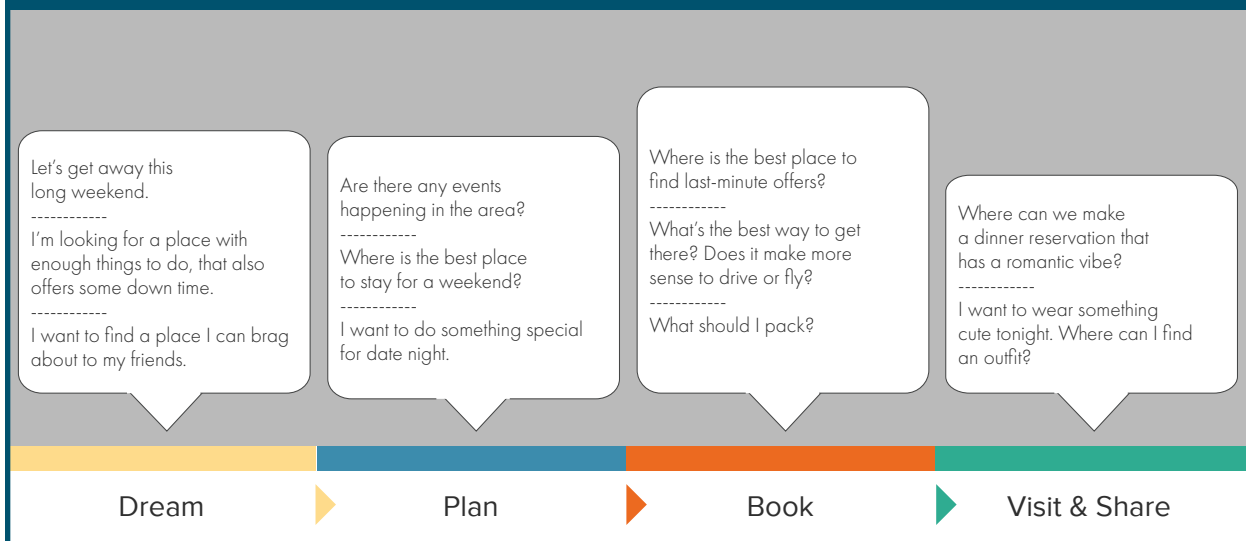 Let’s get away this
long weekend.
------------
I’m looking for a place with
enough things to do, that also
offers some down time.
------------
I want to find a place I can brag
about to my friends.
Are there any events
happening in the area?
------------
Where is the best place
to stay for a weekend?
------------
I want to do something special
for date night.
Where is the best place to
find last-minute offers?
------------
What’s the best way to get
there? Does it make more
sense to drive or fly?
------------
What should I pack?
Where can we make
a dinner reservation that
has a romantic vibe?
------------
I want to wear something
cute tonight. Where can I find
an outfit?
Dream
Plan
Book
Visit & Share